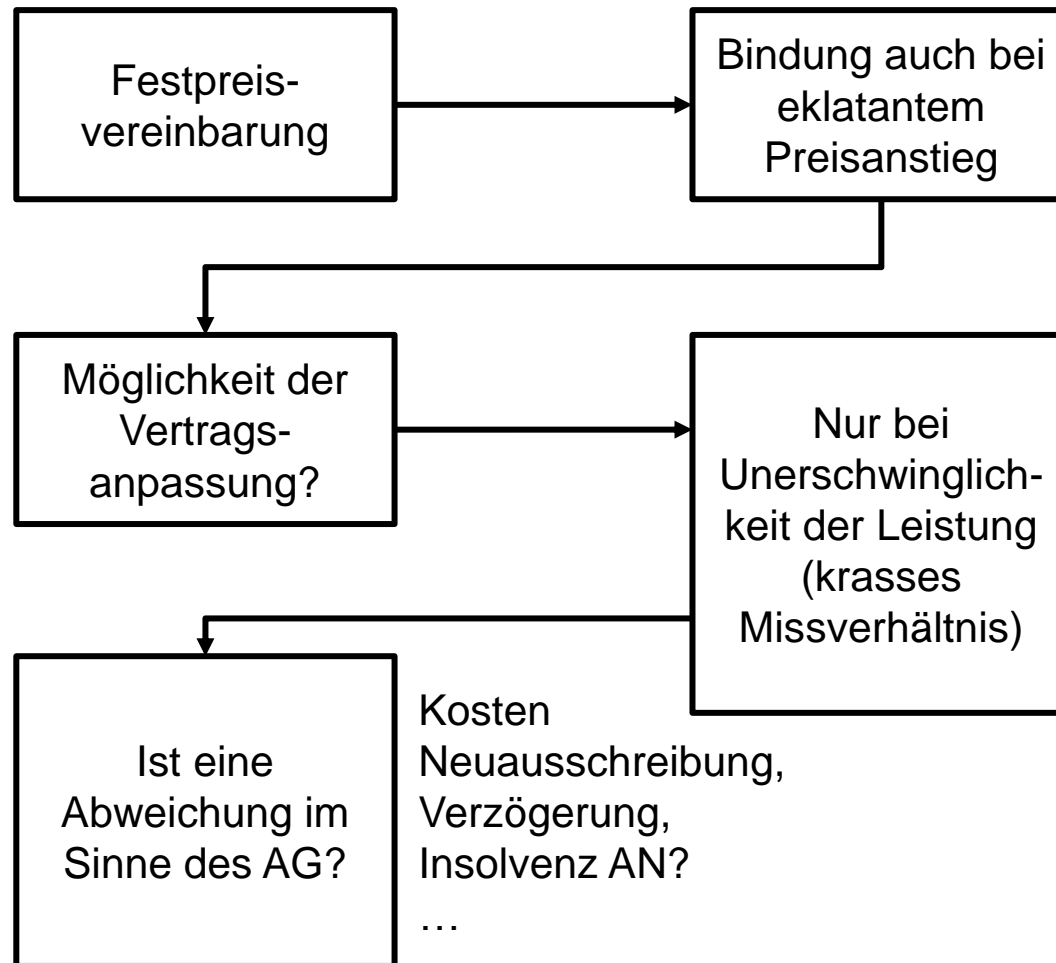 Festpreis-
vereinbarung
Bindung auch bei
eklatantem
Preisanstieg
Möglichkeit der
Vertrags-
anpassung?
Nur bei
Unerschwinglich-
keit der Leistung
(krasses
Missverhältnis)
Ist eine
Abweichung im
Sinne des AG?
Kosten
Neuausschreibung,
Verzögerung,
Insolvenz AN?
…